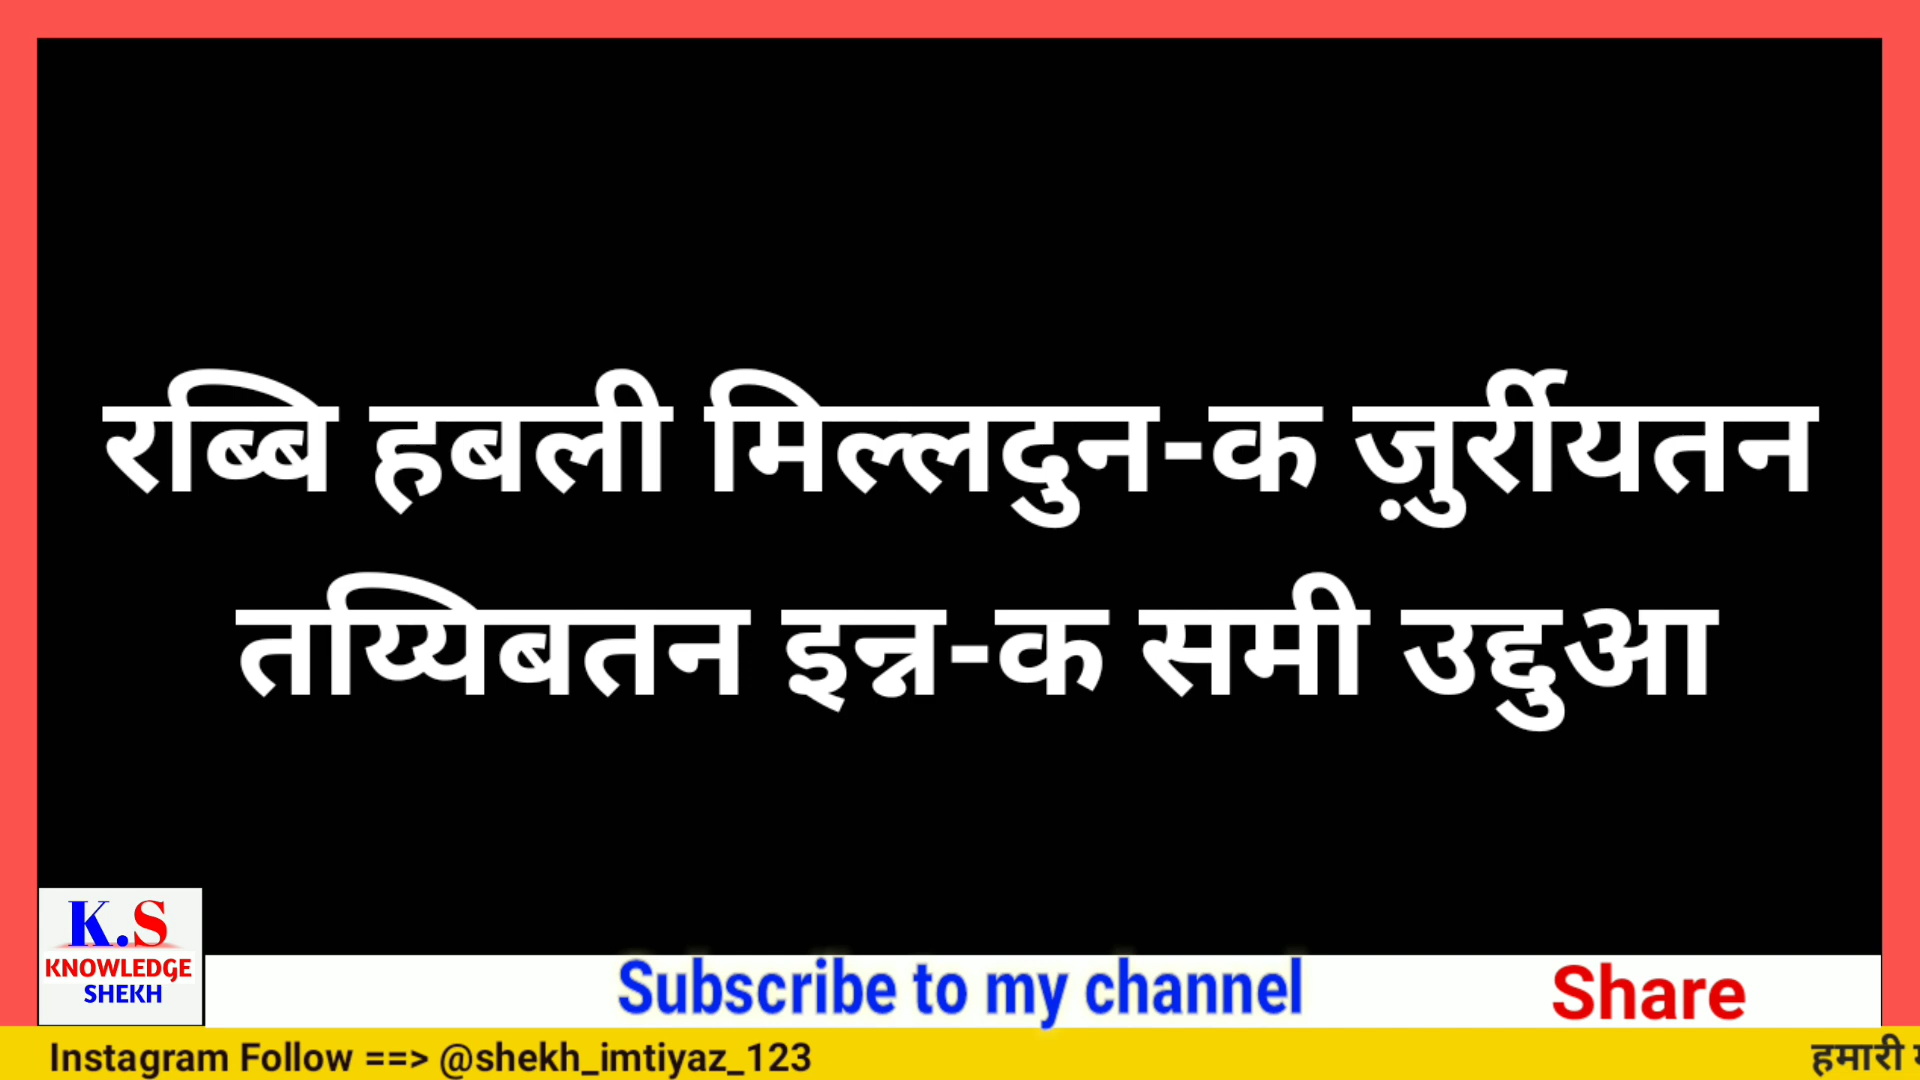 रब्बि हबली मिल्लदुन-क ज़ुर्रीयतन
तय्यिबतन इन्न-क समी उद्दुआ
K.S
KNOWLEDGE
SHEKH
Subscribe to my channel
Share
Instagram Follow ==> @shekh_imtiyaz_123
हमारी